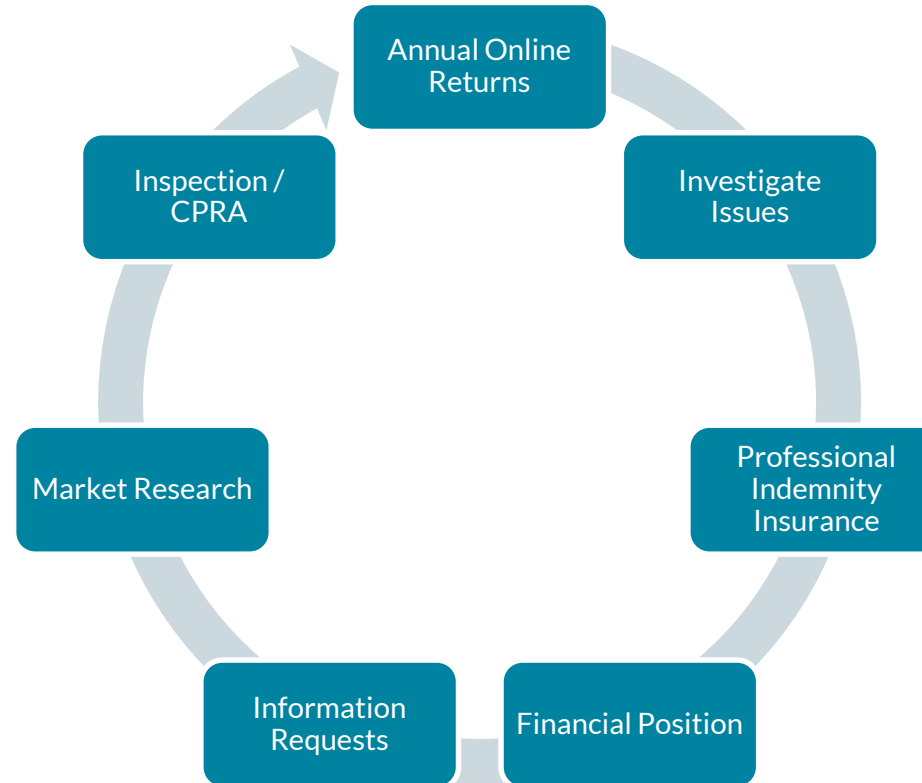 Annual Online
Returns
Investigate
Issues
Professional
Indemnity
Insurance
Financial Position
Information
Requests
Market Research
Inspection /
CPRA